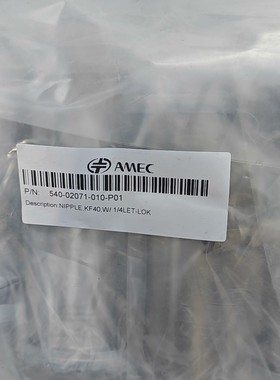 AMEC
P/N: 540-02071-010-P01
Description:NIPPLE,KF40,W/ 1/4LET-LOK